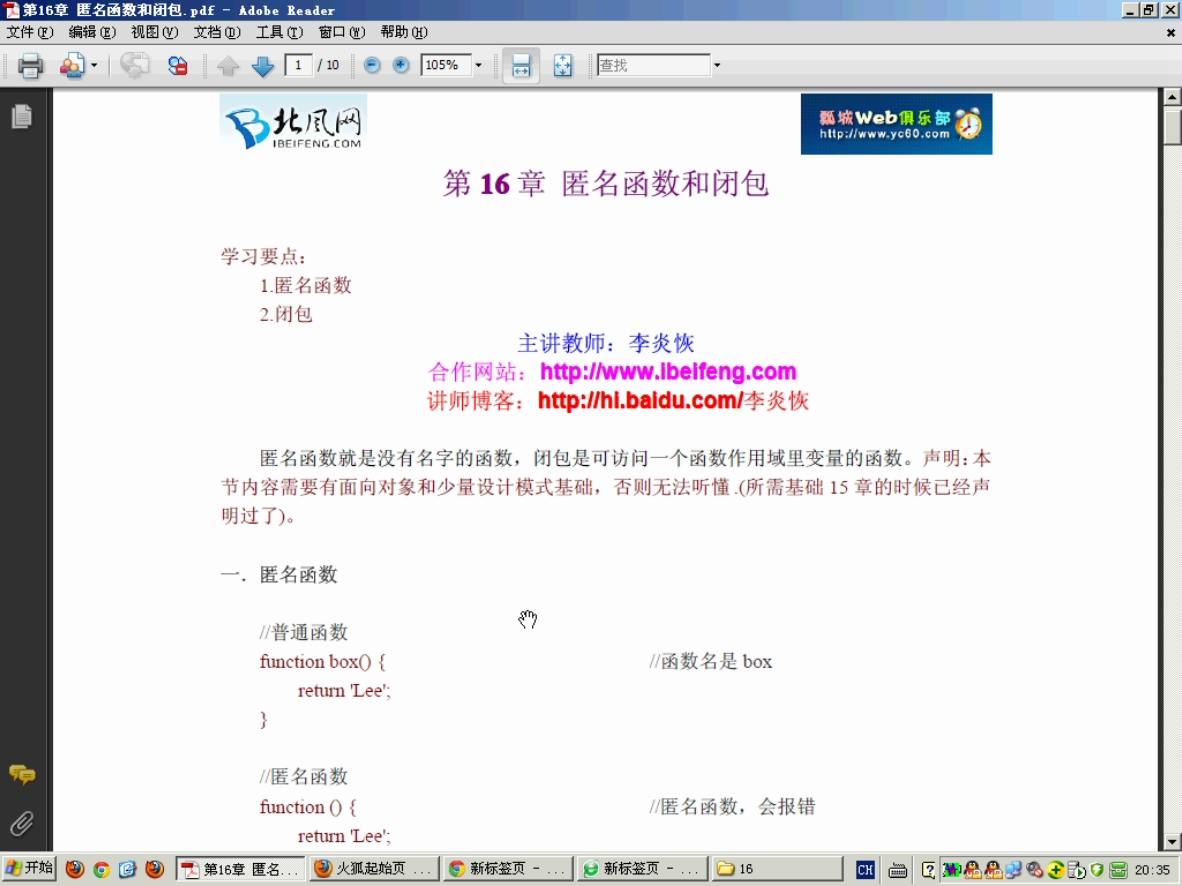 第16章 匿名函数和闭包.pdf - Adobe Reader
文件(F) 编辑(E) 视图(V) 文档(D) 工具(T) 窗口(W) 帮助(H)
1 / 10 105% 查找
北风网
IBEIFENG.COM
瓢城Web俱乐部
http://www.yc60.com
第 16 章 匿名函数和闭包
学习要点：
1.匿名函数
2.闭包
主讲教师：李炎恢
合作网站：http://www.ibeifeng.com
讲师博客：http://hi.baidu.com/李炎恢
匿名函数就是没有名字的函数，闭包是可访问一个函数作用域里变量的函数。声明：本
节内容需要有面向对象和少量设计模式基础，否则无法听懂.(所需基础 15 章的时候已经声
明过了)。
一．匿名函数
//普通函数
function box() { //函数名是 box
return 'Lee';
}
//匿名函数
function () { //匿名函数，会报错
return 'Lee';
开始 第16章 匿名... 火狐起始页 ... 新标签页 - ... 新标签页 - ... 16 CH 20:35